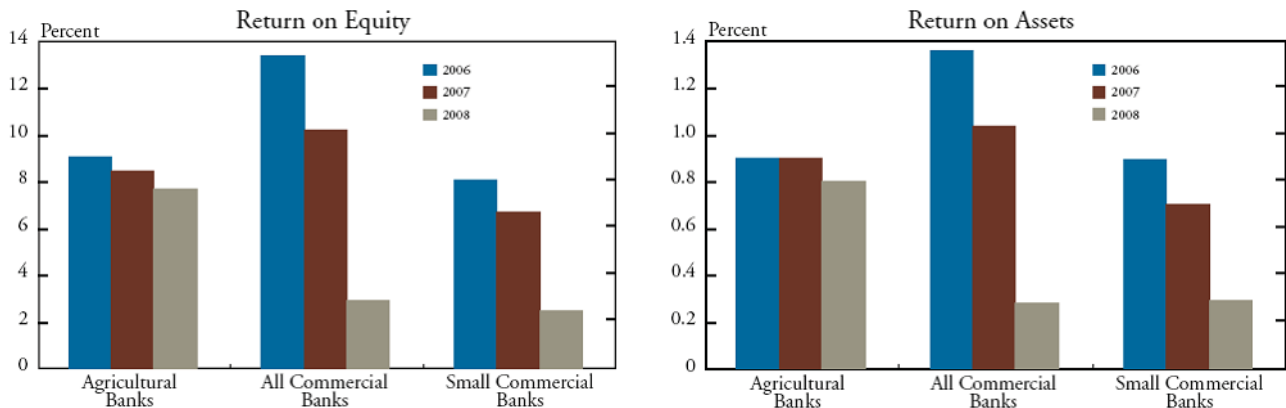 Return on Equity
Percent
14
12
10
8
6
4
2
0
2006
2007
2008
Agricultural
Banks
All Commercial
Banks
Small Commercial
Banks
Return on Assets
Percent
1.4
1.2
1.0
0.8
0.6
0.4
0.2
0
2006
2007
2008
Agricultural
Banks
All Commercial
Banks
Small Commercial
Banks